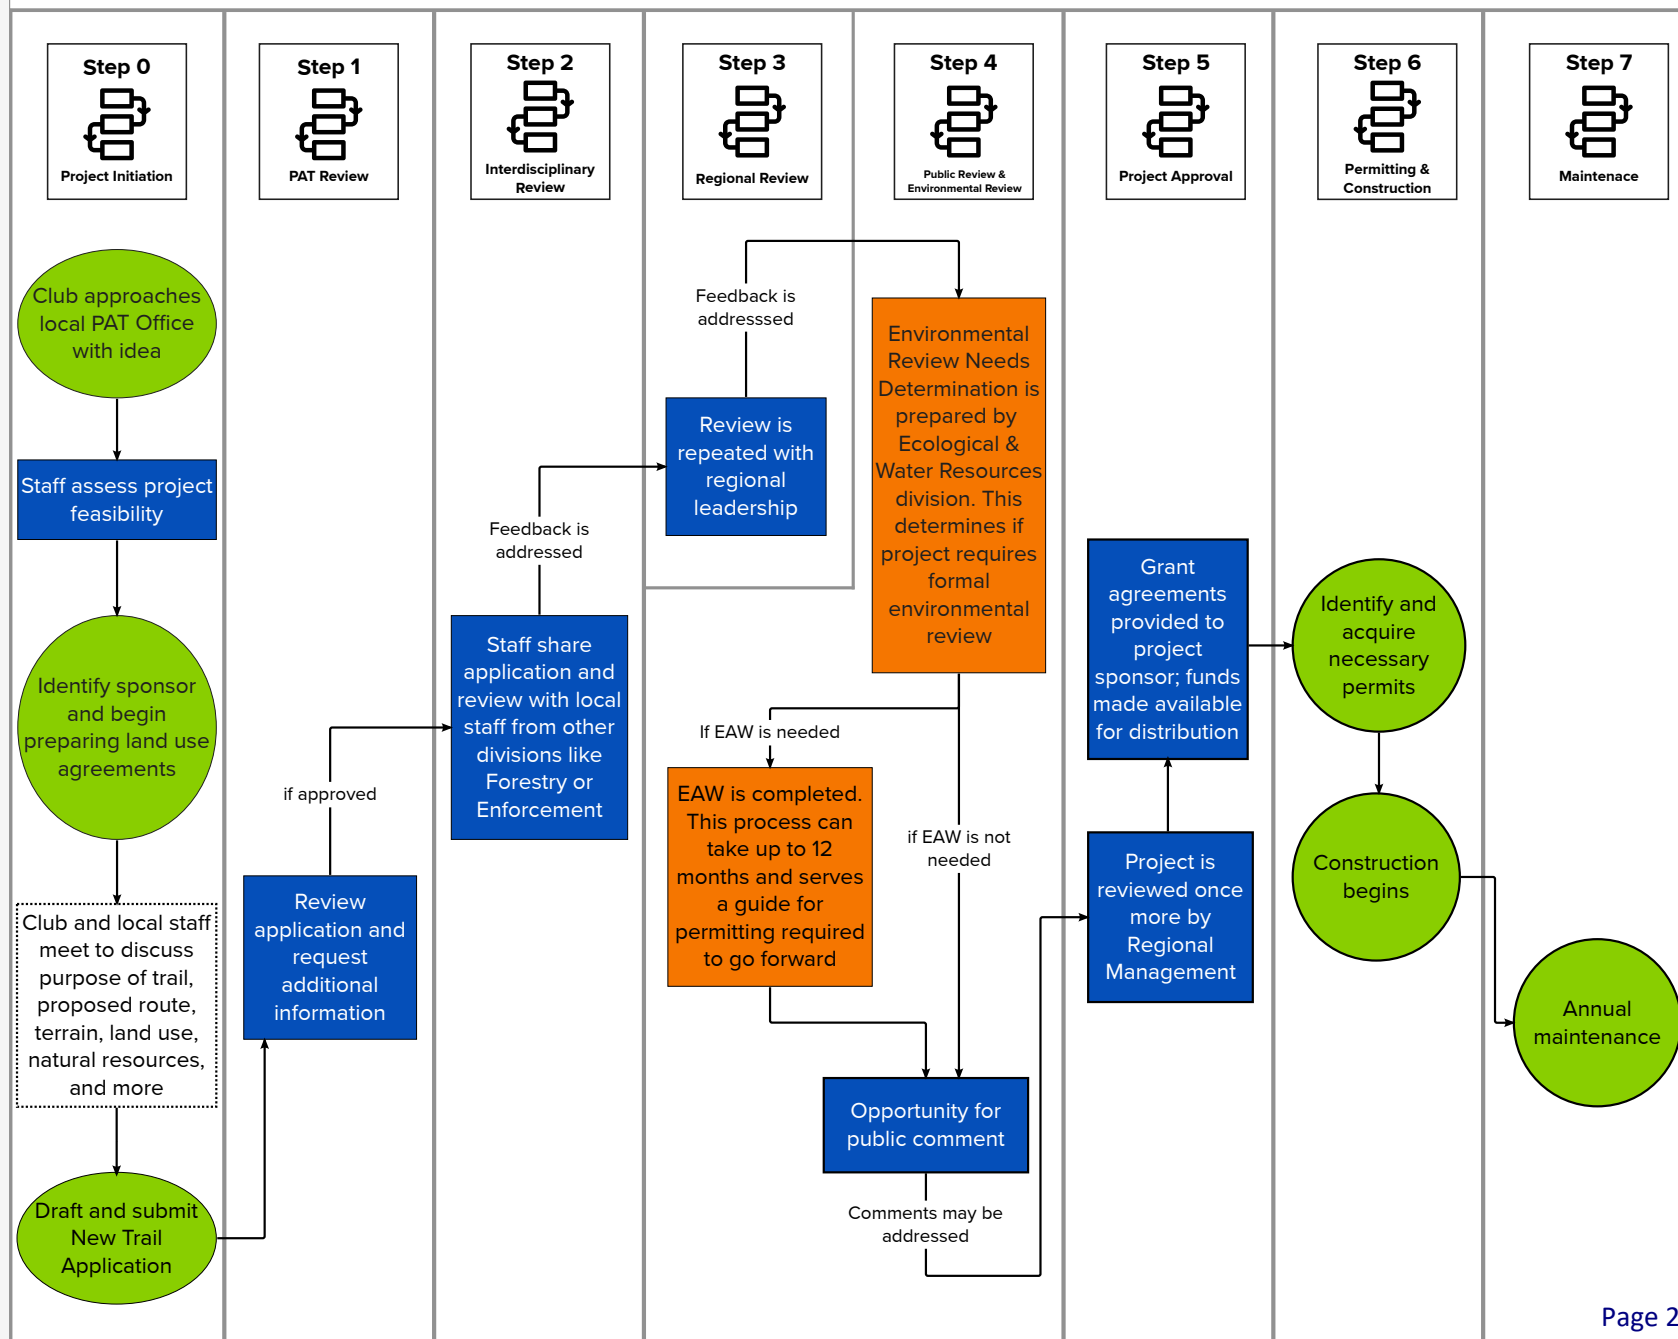 Step 0
Project Initiation
Step 1
PAT Review
Step 2
Interdisciplinary
Review
Step 3
Regional Review
Step 4
Public Review &
Environmental Review
Step 5
Project Approval
Step 6
Permitting &
Construction
Step 7
Maintenace
Club approaches
local PAT Office
with idea
Staff assess project
feasibility
Identify sponsor
and begin
preparing land use
agreements
Club and local staff
meet to discuss
purpose of trail,
proposed route,
terrain, land use,
natural resources,
and more
Draft and submit
New Trail
Application
Review
application and
request
additional
information
if approved
Staff share
application and
review with local
staff from other
divisions like
Forestry or
Enforcement
Feedback is
addressed
Review is
repeated with
regional
leadership
Feedback is
addresssed
Environmental
Review Needs
Determination is
prepared by
Ecological &
Water Resources
division. This
determines if
project requires
formal
environmental
review
If EAW is needed
EAW is completed.
This process can
take up to 12
months and serves
a guide for
permitting required
to go forward
if EAW is not
needed
Opportunity for
public comment
Comments may be
addressed
Project is
reviewed once
more by
Regional
Management
Grant
agreements
provided to
project
sponsor; funds
made available
for distribution
Identify and
acquire
necessary
permits
Construction
begins
Annual
maintenance
Page 2